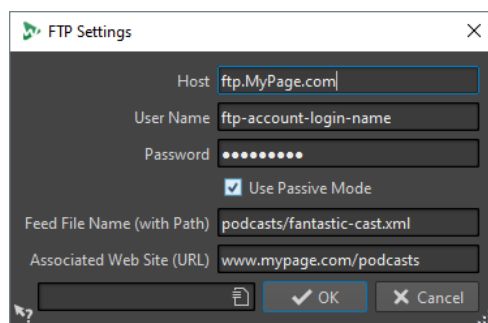 FTP Settings
Host ftp.MyPage.com
User Name ftp-account-login-name
Password •••••••••
Use Passive Mode
Feed File Name (with Path) podcasts/fantastic-cast.xml
Associated Web Site (URL) www.mypage.com/podcasts
OK Cancel